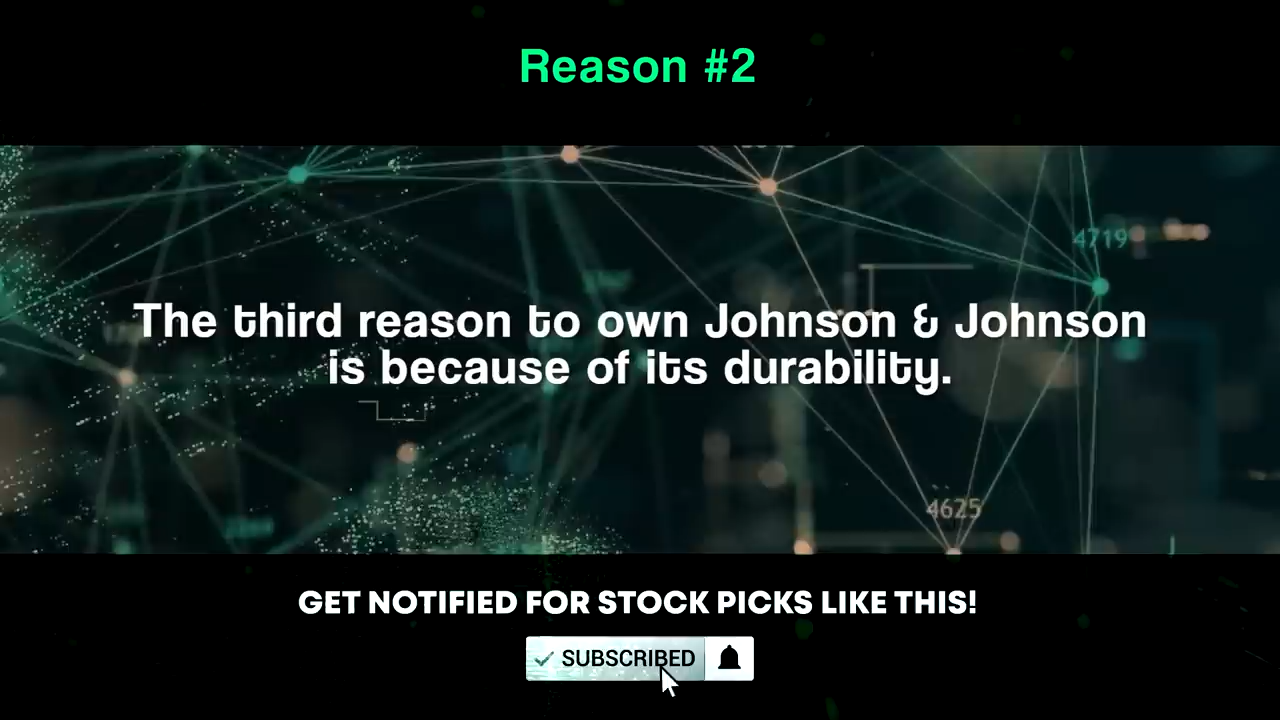 Reason #2
4719
The third reason to own Johnson & Johnson
is because of its durability.
4625
GET NOTIFIED FOR STOCK PICKS LIKE THIS!
SUBSCRIBED